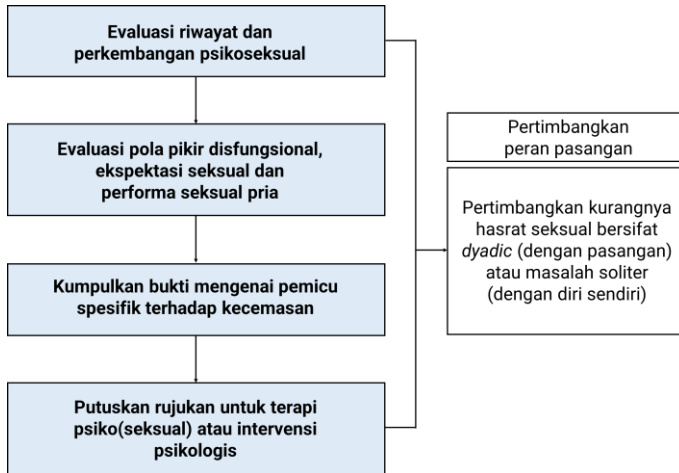 Evaluasi riwayat dan
perkembangan psikoseksual
Evaluasi pola pikir disfungsional,
ekspektasi seksual dan
performa seksual pria
Kumpulkan bukti mengenai pemicu
spesifik terhadap kecemasan
Putuskan rujukan untuk terapi
psiko(seksual) atau intervensi
psikologis
Pertimbangkan
peran pasangan
Pertimbangkan kurangnya
hasrat seksual bersifat
dyadic (dengan pasangan)
atau masalah soliter
(dengan diri sendiri)